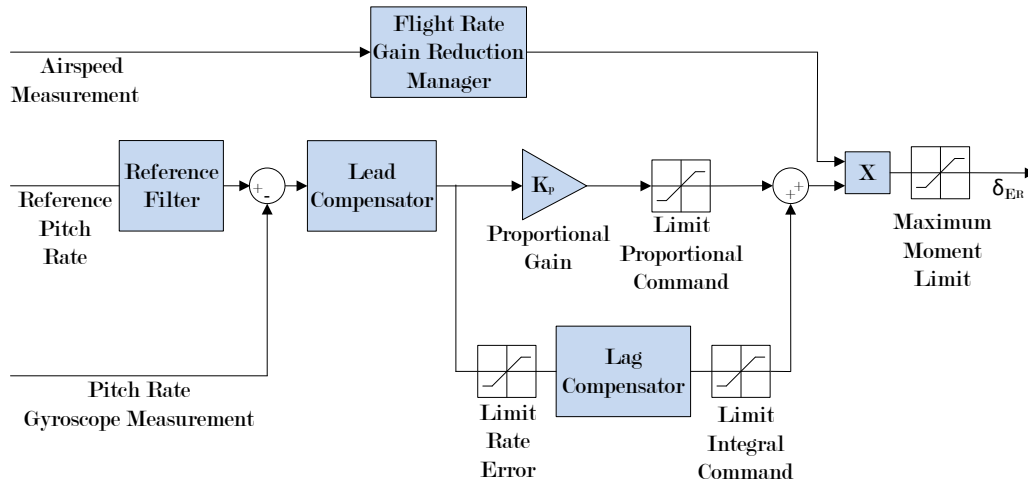 Flight Rate
Gain Reduction
Manager
Airspeed
Measurement
Reference
Filter
Lead
Compensator
Kₚ
X
δ_ER
+
-
+
+
Reference
Pitch
Rate
Proportional
Gain
Limit
Proportional
Command
Maximum
Moment
Limit
Lag
Compensator
Pitch Rate
Gyroscope Measurement
Limit
Rate
Error
Limit
Integral
Command